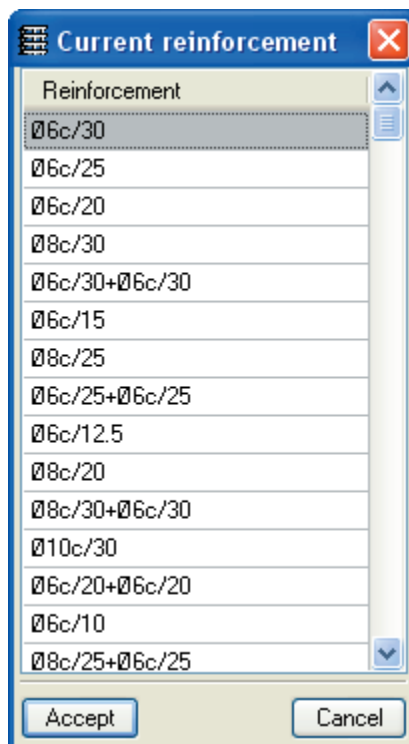 Current reinforcement
Reinforcement
Ø6c/30
Ø6c/25
Ø6c/20
Ø8c/30
Ø6c/30+Ø6c/30
Ø6c/15
Ø8c/25
Ø6c/25+Ø6c/25
Ø6c/12.5
Ø8c/20
Ø8c/30+Ø6c/30
Ø10c/30
Ø6c/20+Ø6c/20
Ø6c/10
Ø8c/25+Ø6c/25
Accept Cancel